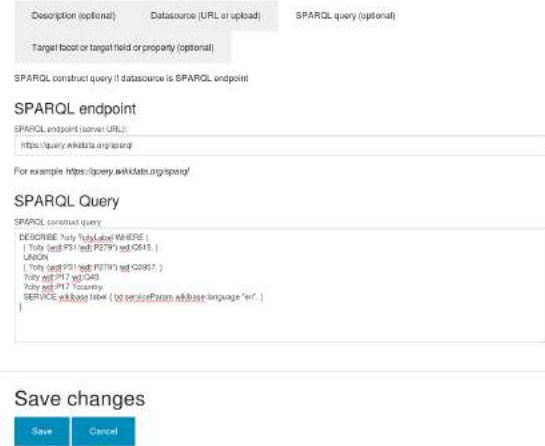 Description (optional)
Datasource (URL or upload)
SPARQL query (optional)
Target facet or target field or property (optional)
SPARQL construct query if datasource is SPARQL endpoint
SPARQL endpoint
SPARQL endpoint (server URL):
https://query.wikidata.org/sparql
For example https://query.wikidata.org/sparql
SPARQL Query
SPARQL construct query
DESCRIBE ?city ?cityLabel WHERE {
{ ?city (wdt:P31/wdt:P279*) wd:Q515. }
UNION
{ ?city (wdt:P31/wdt:P279*) wd:Q3957. }
?city wdt:P17 wd:Q40.
?city wdt:P17 ?country.
SERVICE wikibase:label { bd:serviceParam wikibase:language "en". }
}
Save changes
Save
Cancel